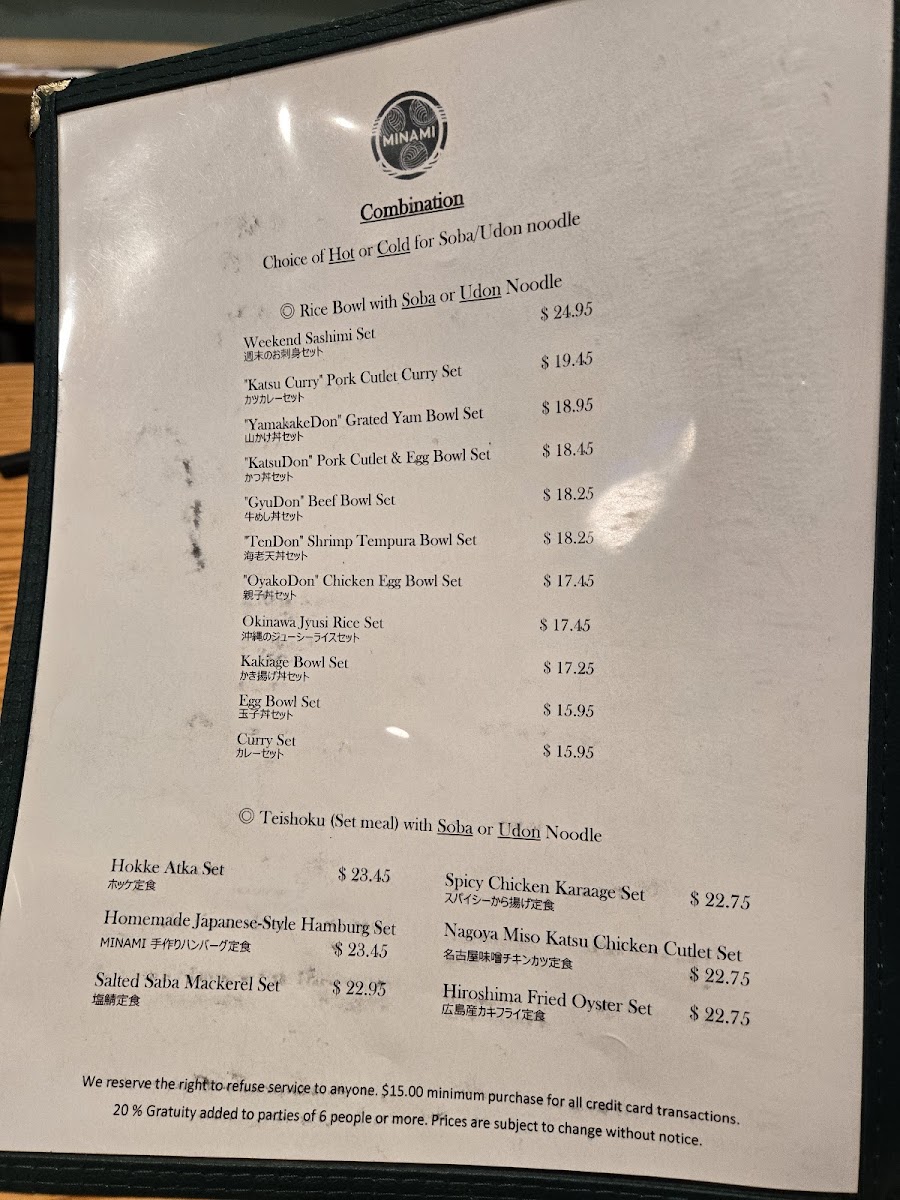 MINAMI
Combination
Choice of Hot or Cold for Soba/Udon noodle
◎ Rice Bowl with Soba or Udon Noodle
Weekend Sashimi Set $ 24.95
週末のお刺身セット
"Katsu Curry" Pork Cutlet Curry Set $ 19.45
カツカレーセット
"YamakakeDon" Grated Yam Bowl Set $ 18.95
山かけ丼セット
"KatsuDon" Pork Cutlet & Egg Bowl Set $ 18.45
かつ丼セット
"GyuDon" Beef Bowl Set $ 18.25
牛めし丼セット
"TenDon" Shrimp Tempura Bowl Set $ 18.25
海老天丼セット
"OyakoDon" Chicken Egg Bowl Set $ 17.45
親子丼セット
Okinawa Jyusi Rice Set $ 17.45
沖縄のジューシーライスセット
Kakiage Bowl Set $ 17.25
かき揚げ丼セット
Egg Bowl Set $ 15.95
玉子丼セット
Curry Set $ 15.95
カレーセット
◎ Teishoku (Set meal) with Soba or Udon Noodle
Hokke Atka Set $ 23.45
ホッケ定食
Homemade Japanese-Style Hamburg Set
MINAMI 手作りハンバーグ定食 $ 23.45
Salted Saba Mackerel Set $ 22.95
塩鯖定食
Spicy Chicken Karaage Set $ 22.75
スパイシーから揚げ定食
Nagoya Miso Katsu Chicken Cutlet Set
名古屋味噌チキンカツ定食 $ 22.75
Hiroshima Fried Oyster Set $ 22.75
広島産カキフライ定食
We reserve the right to refuse service to anyone. $15.00 minimum purchase for all credit card transactions.
20 % Gratuity added to parties of 6 people or more. Prices are subject to change without notice.